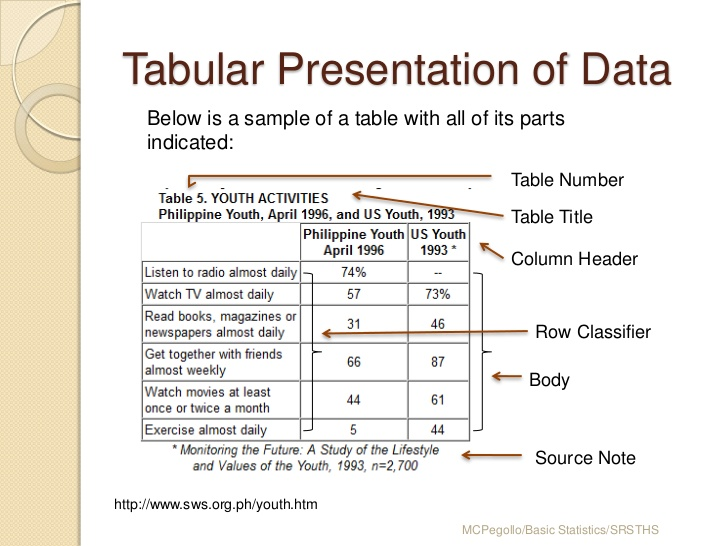 Tabular Presentation of Data
Below is a sample of a table with all of its parts
indicated:
Table Number
Table 5. YOUTH ACTIVITIES
Philippine Youth, April 1996, and US Youth, 1993
Table Title
Philippine Youth US Youth
April 1996 1993 *
Column Header
Listen to radio almost daily 74% --
Watch TV almost daily 57 73%
Read books, magazines or
newspapers almost daily 31 46
Row Classifier
Get together with friends
almost weekly 66 87
Body
Watch movies at least
once or twice a month 44 61
Exercise almost daily 5 44
* Monitoring the Future: A Study of the Lifestyle
and Values of the Youth, 1993, n=2,700
Source Note
http://www.sws.org.ph/youth.htm
MCPegollo/Basic Statistics/SRSTHS